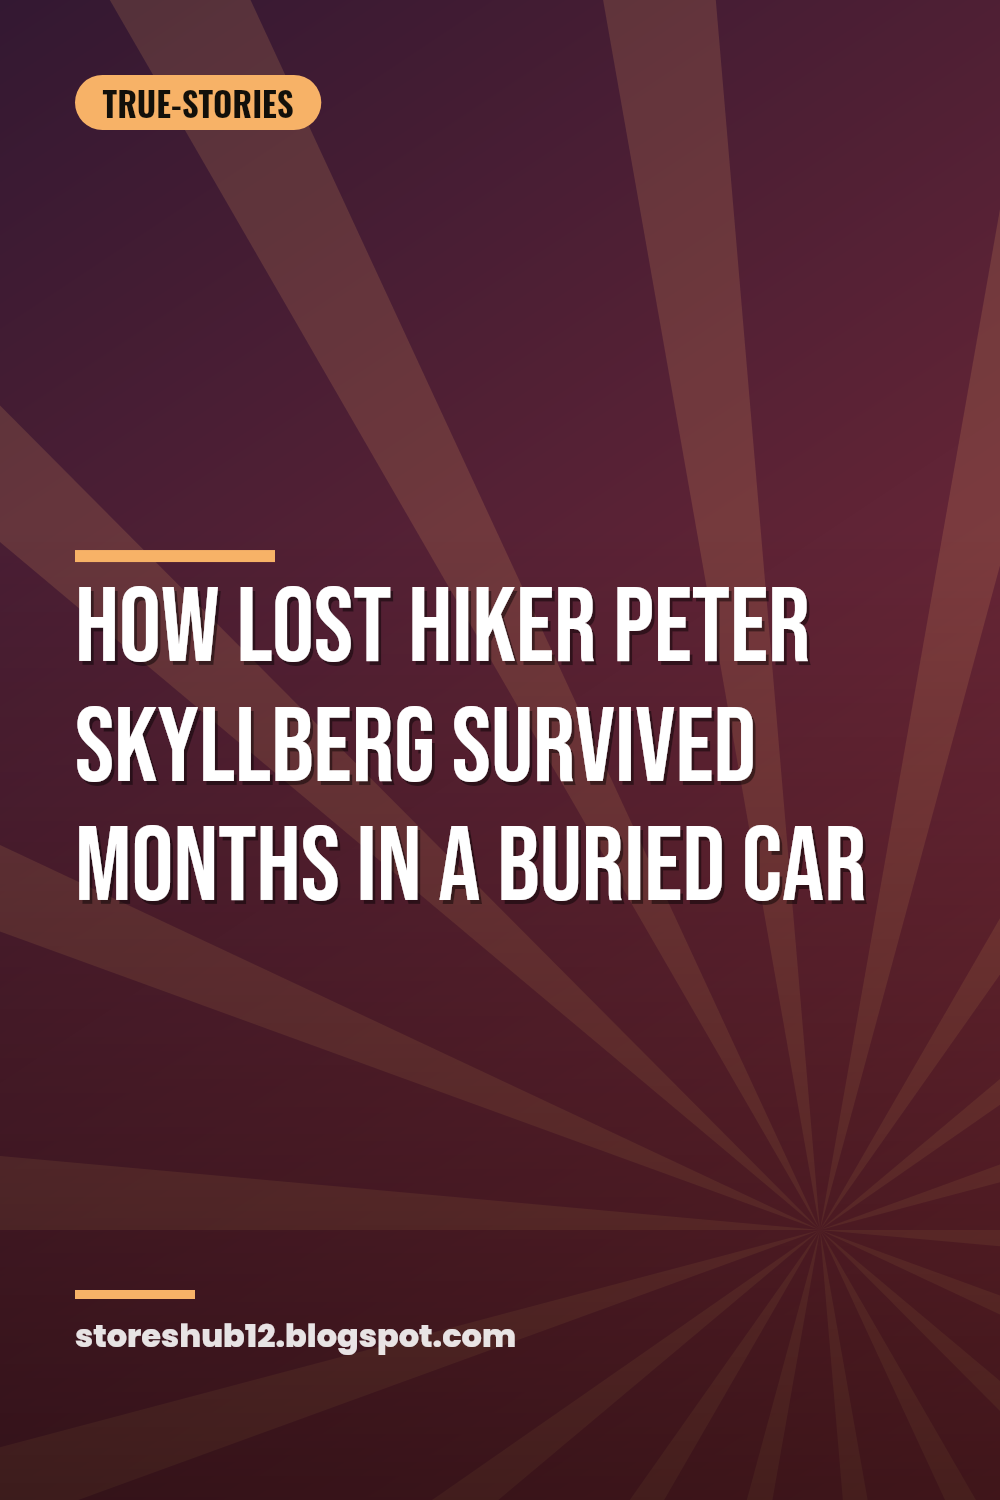 TRUE-STORIES
HOW LOST HIKER PETER
SKYLLBERG SURVIVED
MONTHS IN A BURIED CAR
storeshub12.blogspot.com